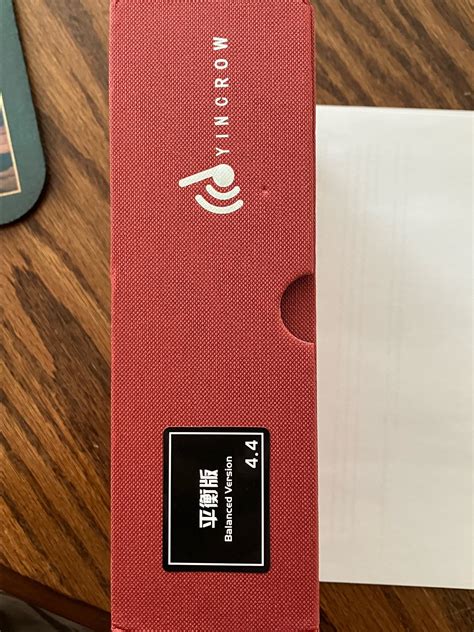 YINCROW
平衡版
Balanced Version
4.4